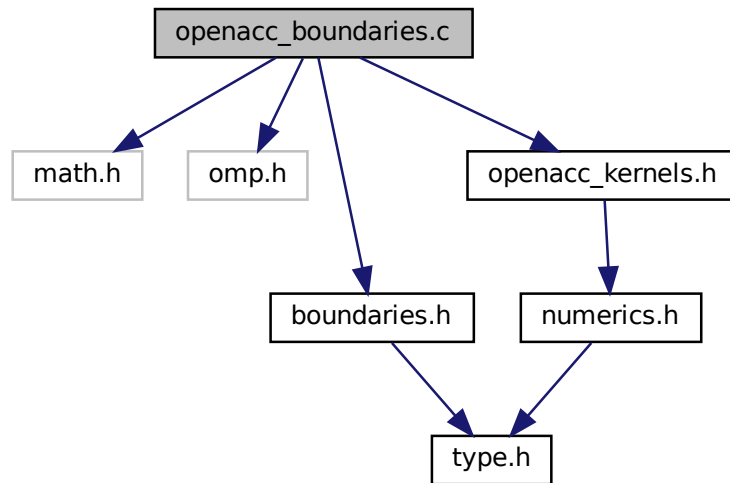 openacc_boundaries.c
math.h
omp.h
openacc_kernels.h
boundaries.h
numerics.h
type.h